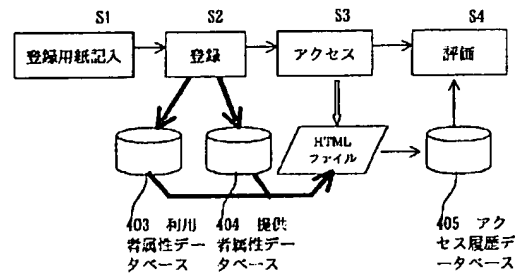 S1
S2
S3
S4
登録用紙記入
登録
アクセス
評価
HTML
ファイル
403 利用
者属性デー
タベース
404 提供
者属性デー
タベース
405 アク
セス履歴デ
ータベース